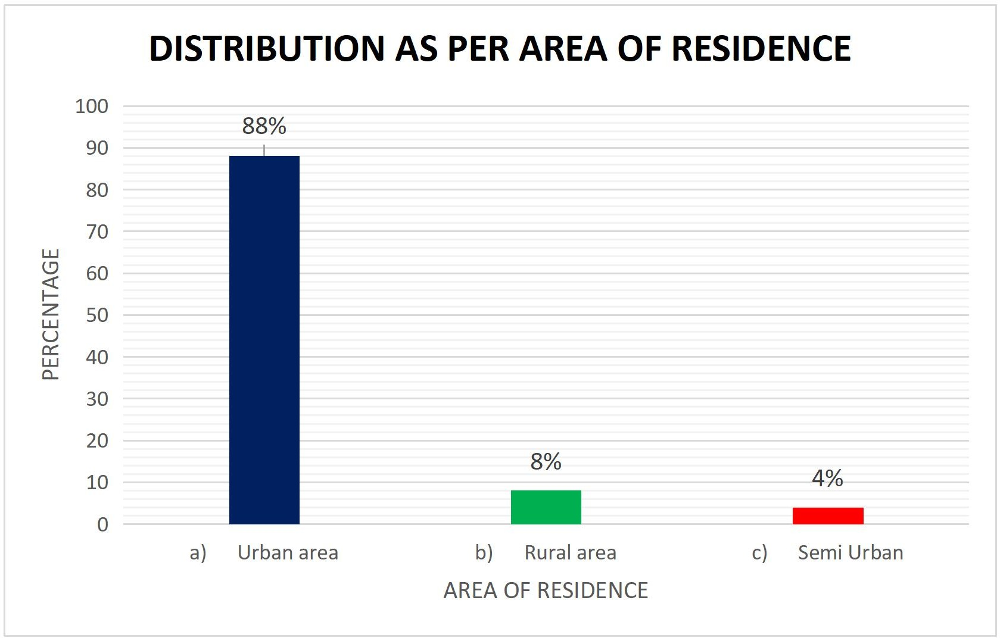 DISTRIBUTION AS PER AREA OF RESIDENCE
100
90
80
70
60
50
40
30
20
10
0
PERCENTAGE
88%
8%
4%
a) Urban area
b) Rural area
c) Semi Urban
AREA OF RESIDENCE